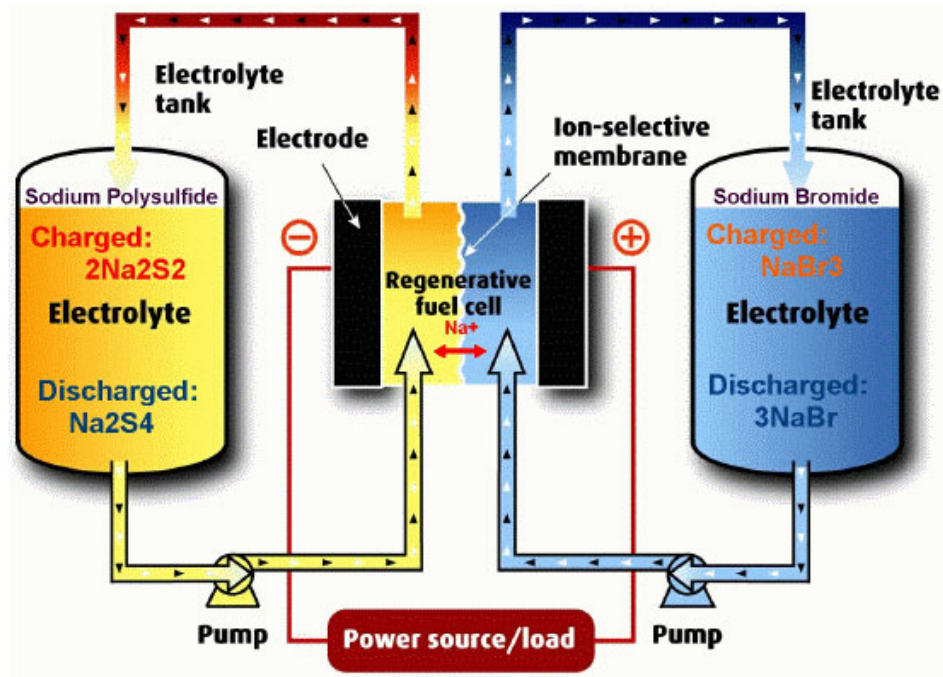 Electrolyte
tank
Electrode
Ion-selective
membrane
Electrolyte
tank
Sodium Polysulfide
Charged:
2Na2S2
Electrolyte
Discharged:
Na2S4
−
+
Regenerative
fuel cell
Na+
Sodium Bromide
Charged:
NaBr3
Electrolyte
Discharged:
3NaBr
Pump
Power source/load
Pump